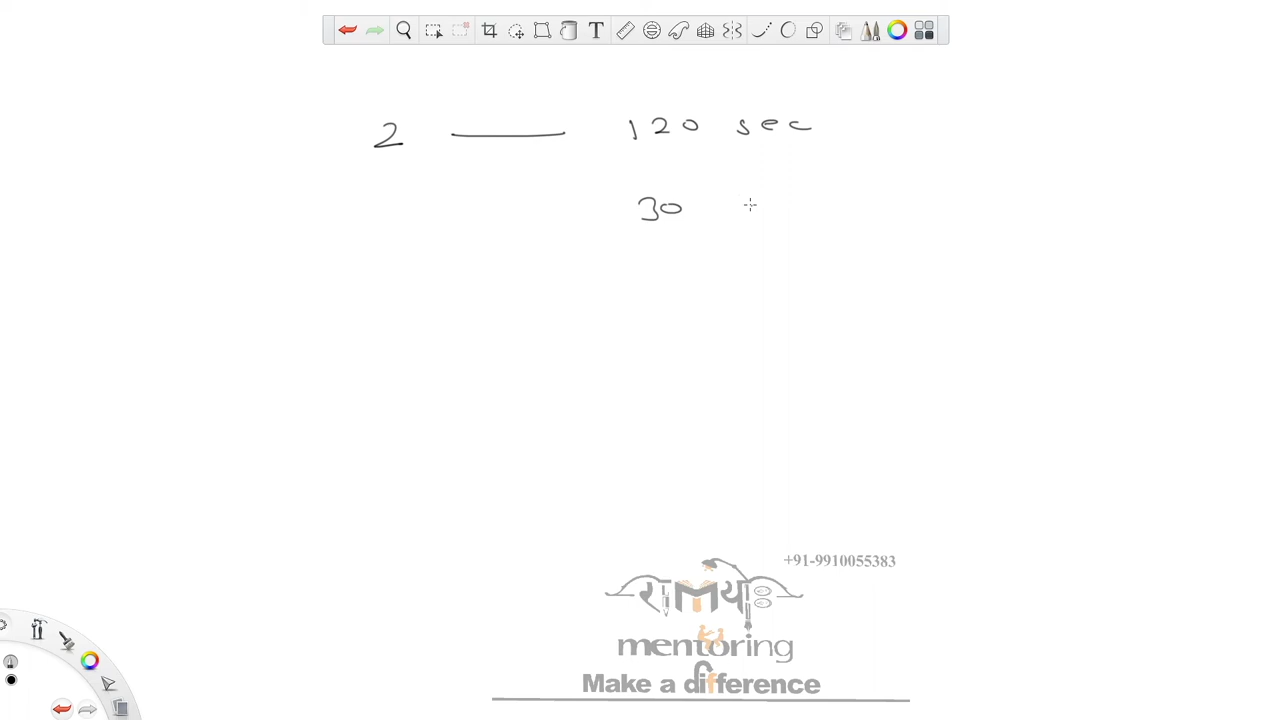 2 —— 120 sec
30
+91-9910055383
राम्या
mentoring
Make a difference